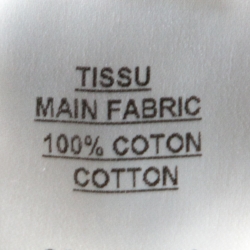 TISSU
MAIN FABRIC
100% COTON
COTTON